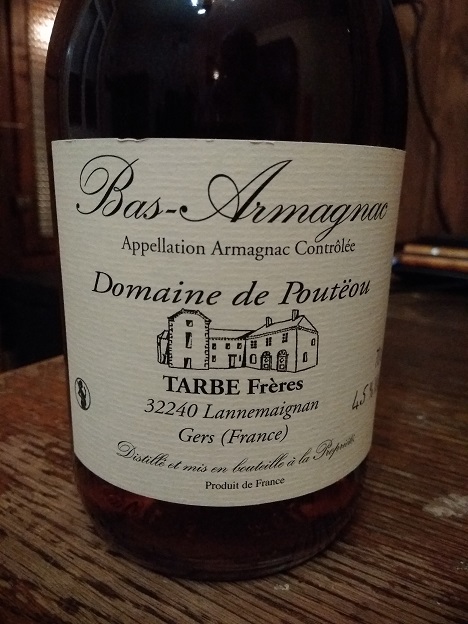 Bas-Armagnac
Appellation Armagnac Contrôlée
Domaine de Poutëou
TARBE Frères
32240 Lannemaignan
Gers (France)
45%
Distillé et mis en bouteille à la Propriété
Produit de France